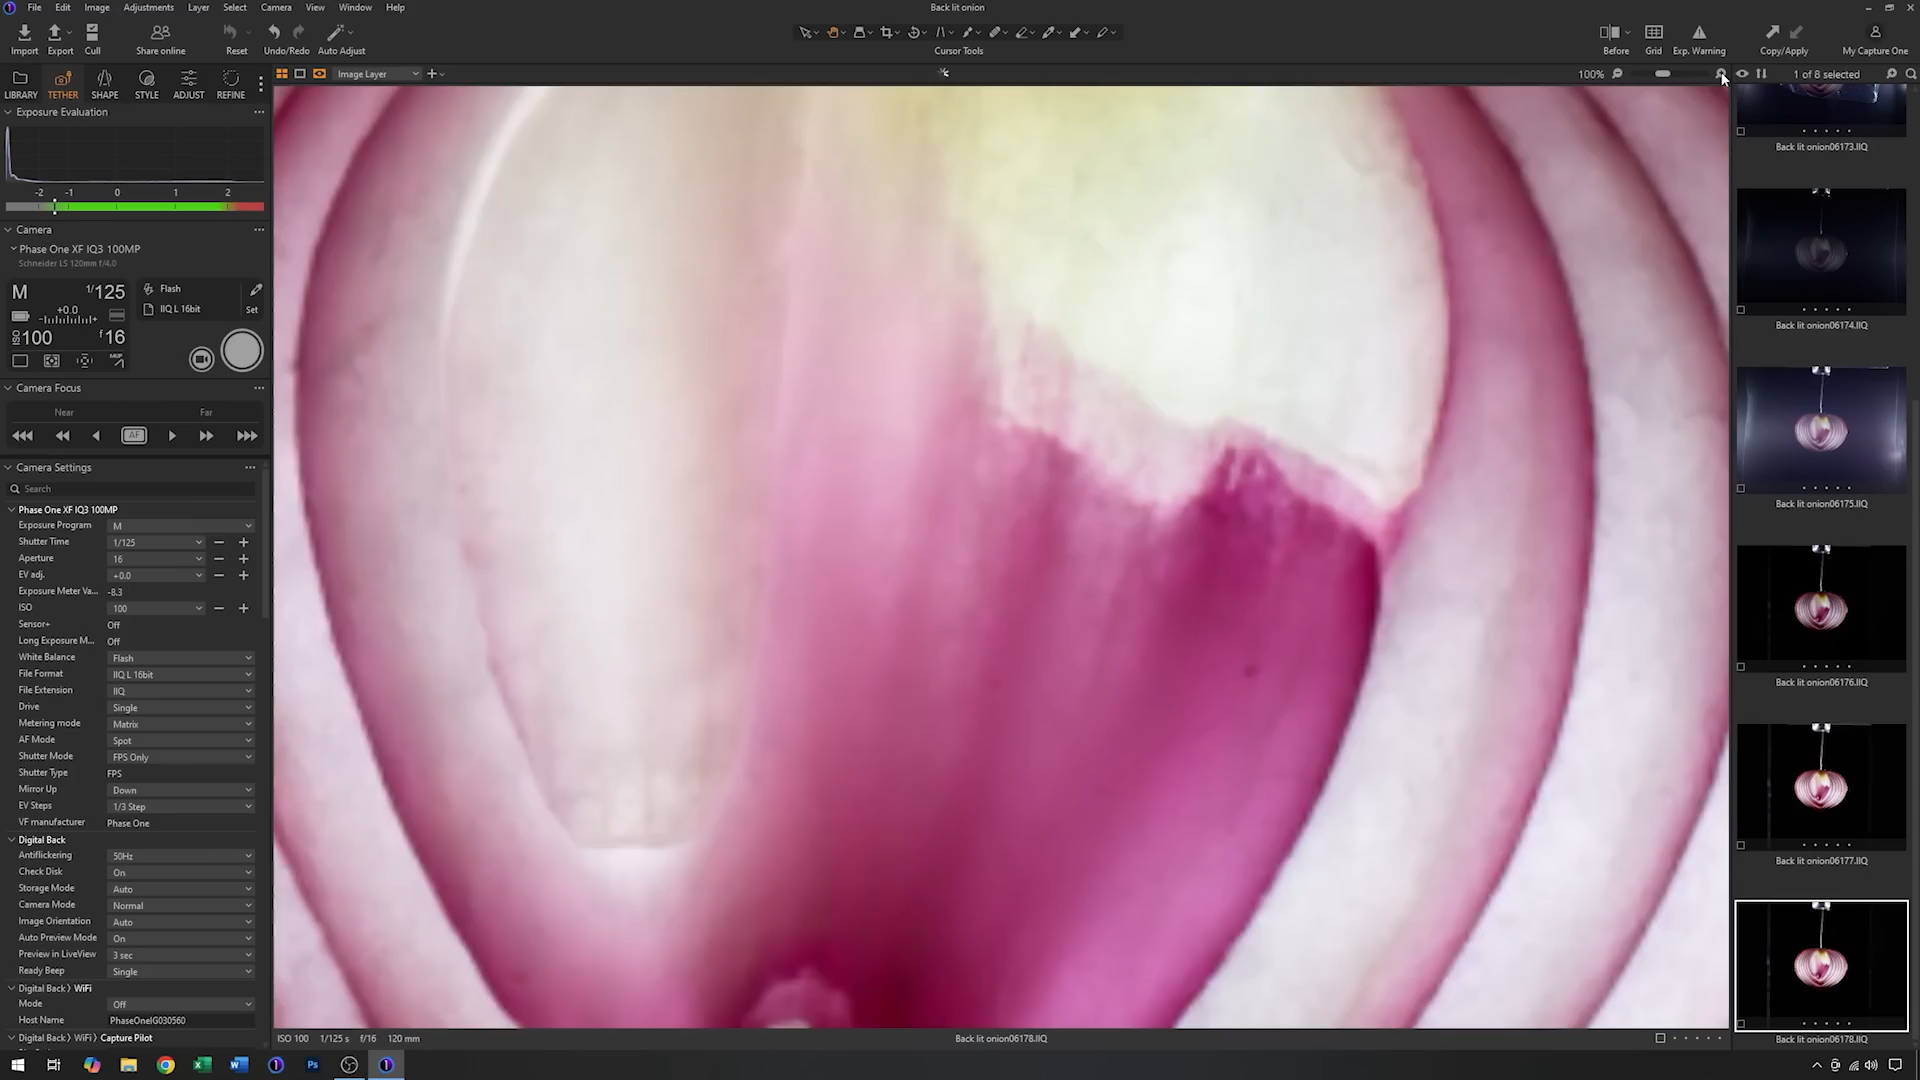 File Edit Image Adjustments Layer Select Camera View Window Help
Back lit onion
Import Export Cull Share online Reset Undo/Redo Auto Adjust
Cursor Tools
Before Grid Exp. Warning Copy/Apply My Capture One
LIBRARY TETHER SHAPE STYLE ADJUST REFINE
Image Layer
100%
1 of 8 selected
Exposure Evaluation
-2 -1 0 1 2
Camera
Phase One XF IQ3 100MP
Schneider LS 120mm f/4.0
M 1/125
Flash
+0.0
IIQ L 16bit
Set
ISO 100 f 16
MUP
Camera Focus
Near Far
AF
Camera Settings
Search
Phase One XF IQ3 100MP
Exposure Program M
Shutter Time 1/125
Aperture 16
EV adj. +0.0
Exposure Meter Va... -8.3
ISO 100
Sensor+ Off
Long Exposure M... Off
White Balance Flash
File Format IIQ L 16bit
File Extension IIQ
Drive Single
Metering mode Matrix
AF Mode Spot
Shutter Mode FPS Only
Shutter Type FPS
Mirror Up Down
EV Steps 1/3 Step
VF manufacturer Phase One
Digital Back
Antiflickering 50Hz
Check Disk On
Storage Mode Auto
Camera Mode Normal
Image Orientation Auto
Auto Preview Mode On
Preview in LiveView 3 sec
Ready Beep Single
Digital Back > WiFi
Mode Off
Host Name PhaseOneIG030560
Digital Back > WiFi > Capture Pilot
Back lit onion06173.IIQ
Back lit onion06174.IIQ
Back lit onion06175.IIQ
Back lit onion06176.IIQ
Back lit onion06177.IIQ
Back lit onion06178.IIQ
ISO 100 1/125 s f/16 120 mm
Back lit onion06178.IIQ
Ps